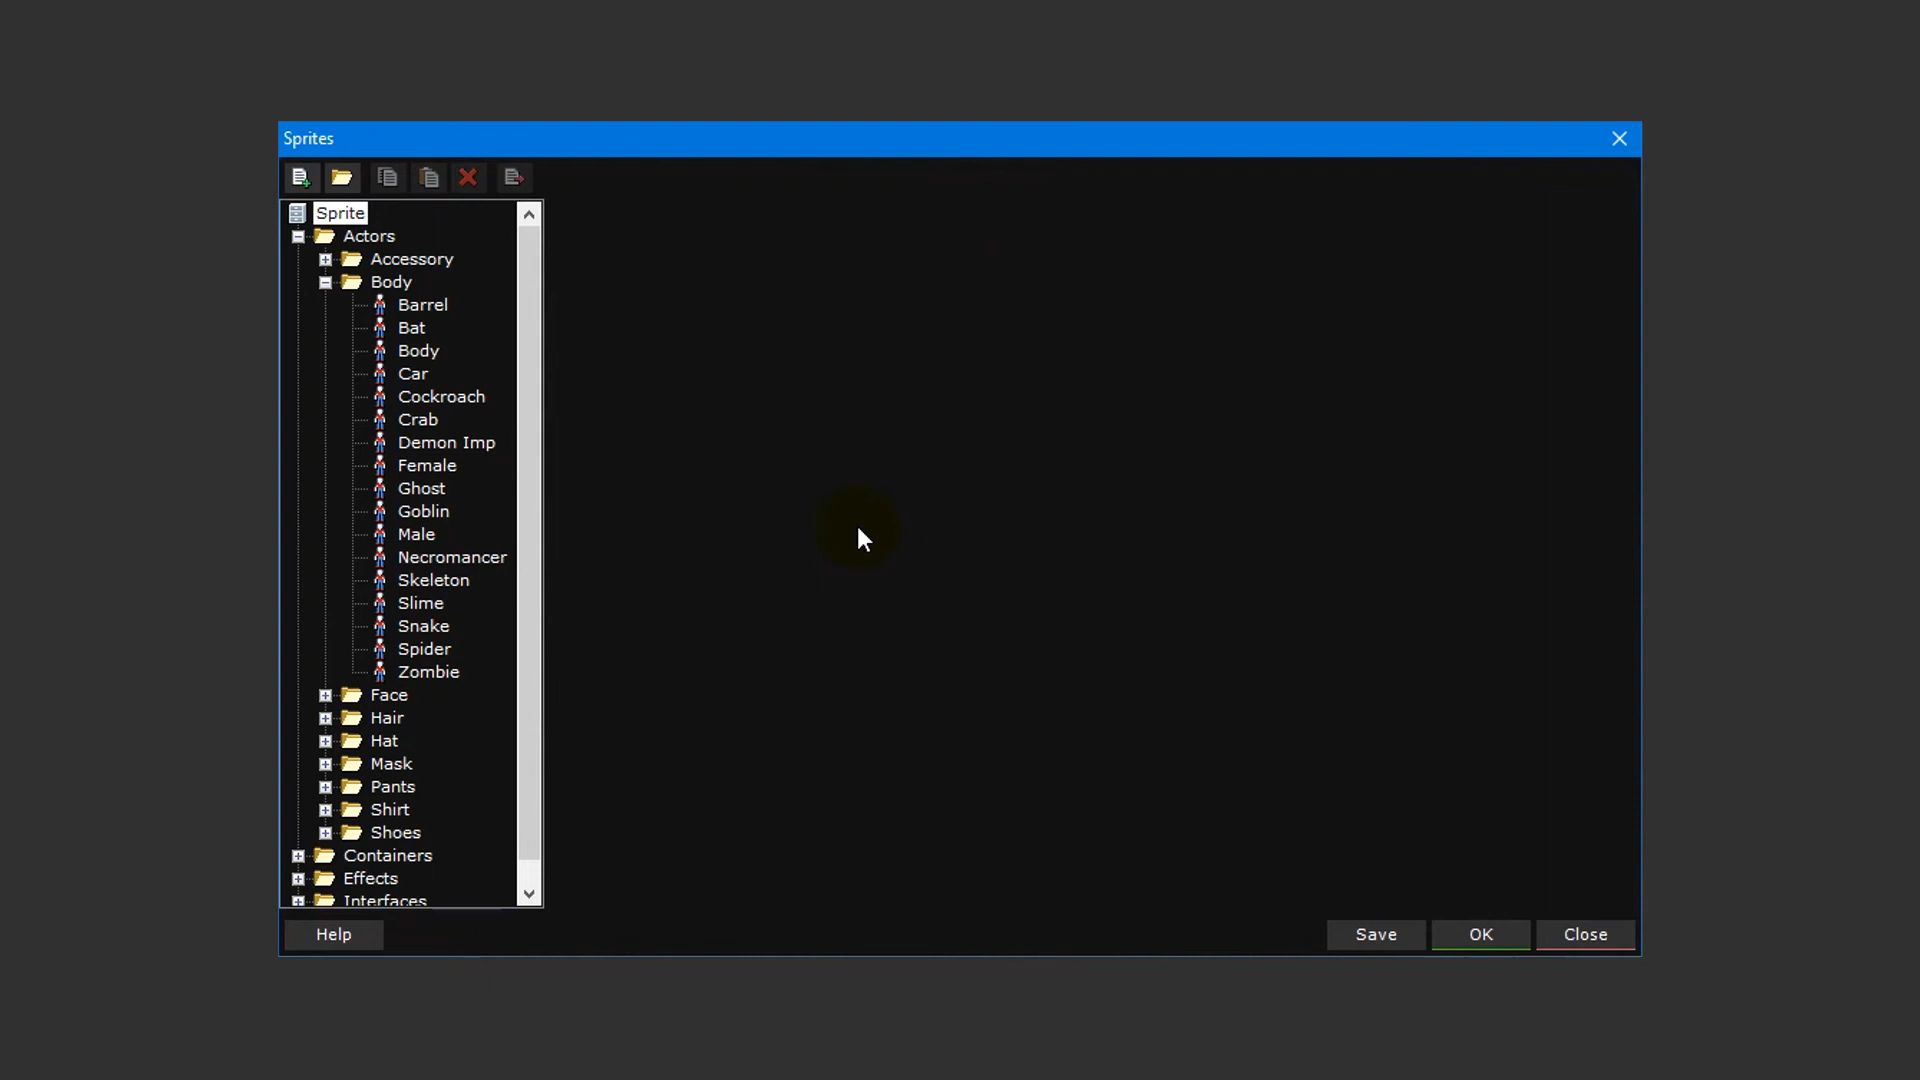 Sprites
Sprite
Actors
Accessory
Body
Barrel
Bat
Body
Car
Cockroach
Crab
Demon Imp
Female
Ghost
Goblin
Male
Necromancer
Skeleton
Slime
Snake
Spider
Zombie
Face
Hair
Hat
Mask
Pants
Shirt
Shoes
Containers
Effects
Interfaces
Help
Save
OK
Close